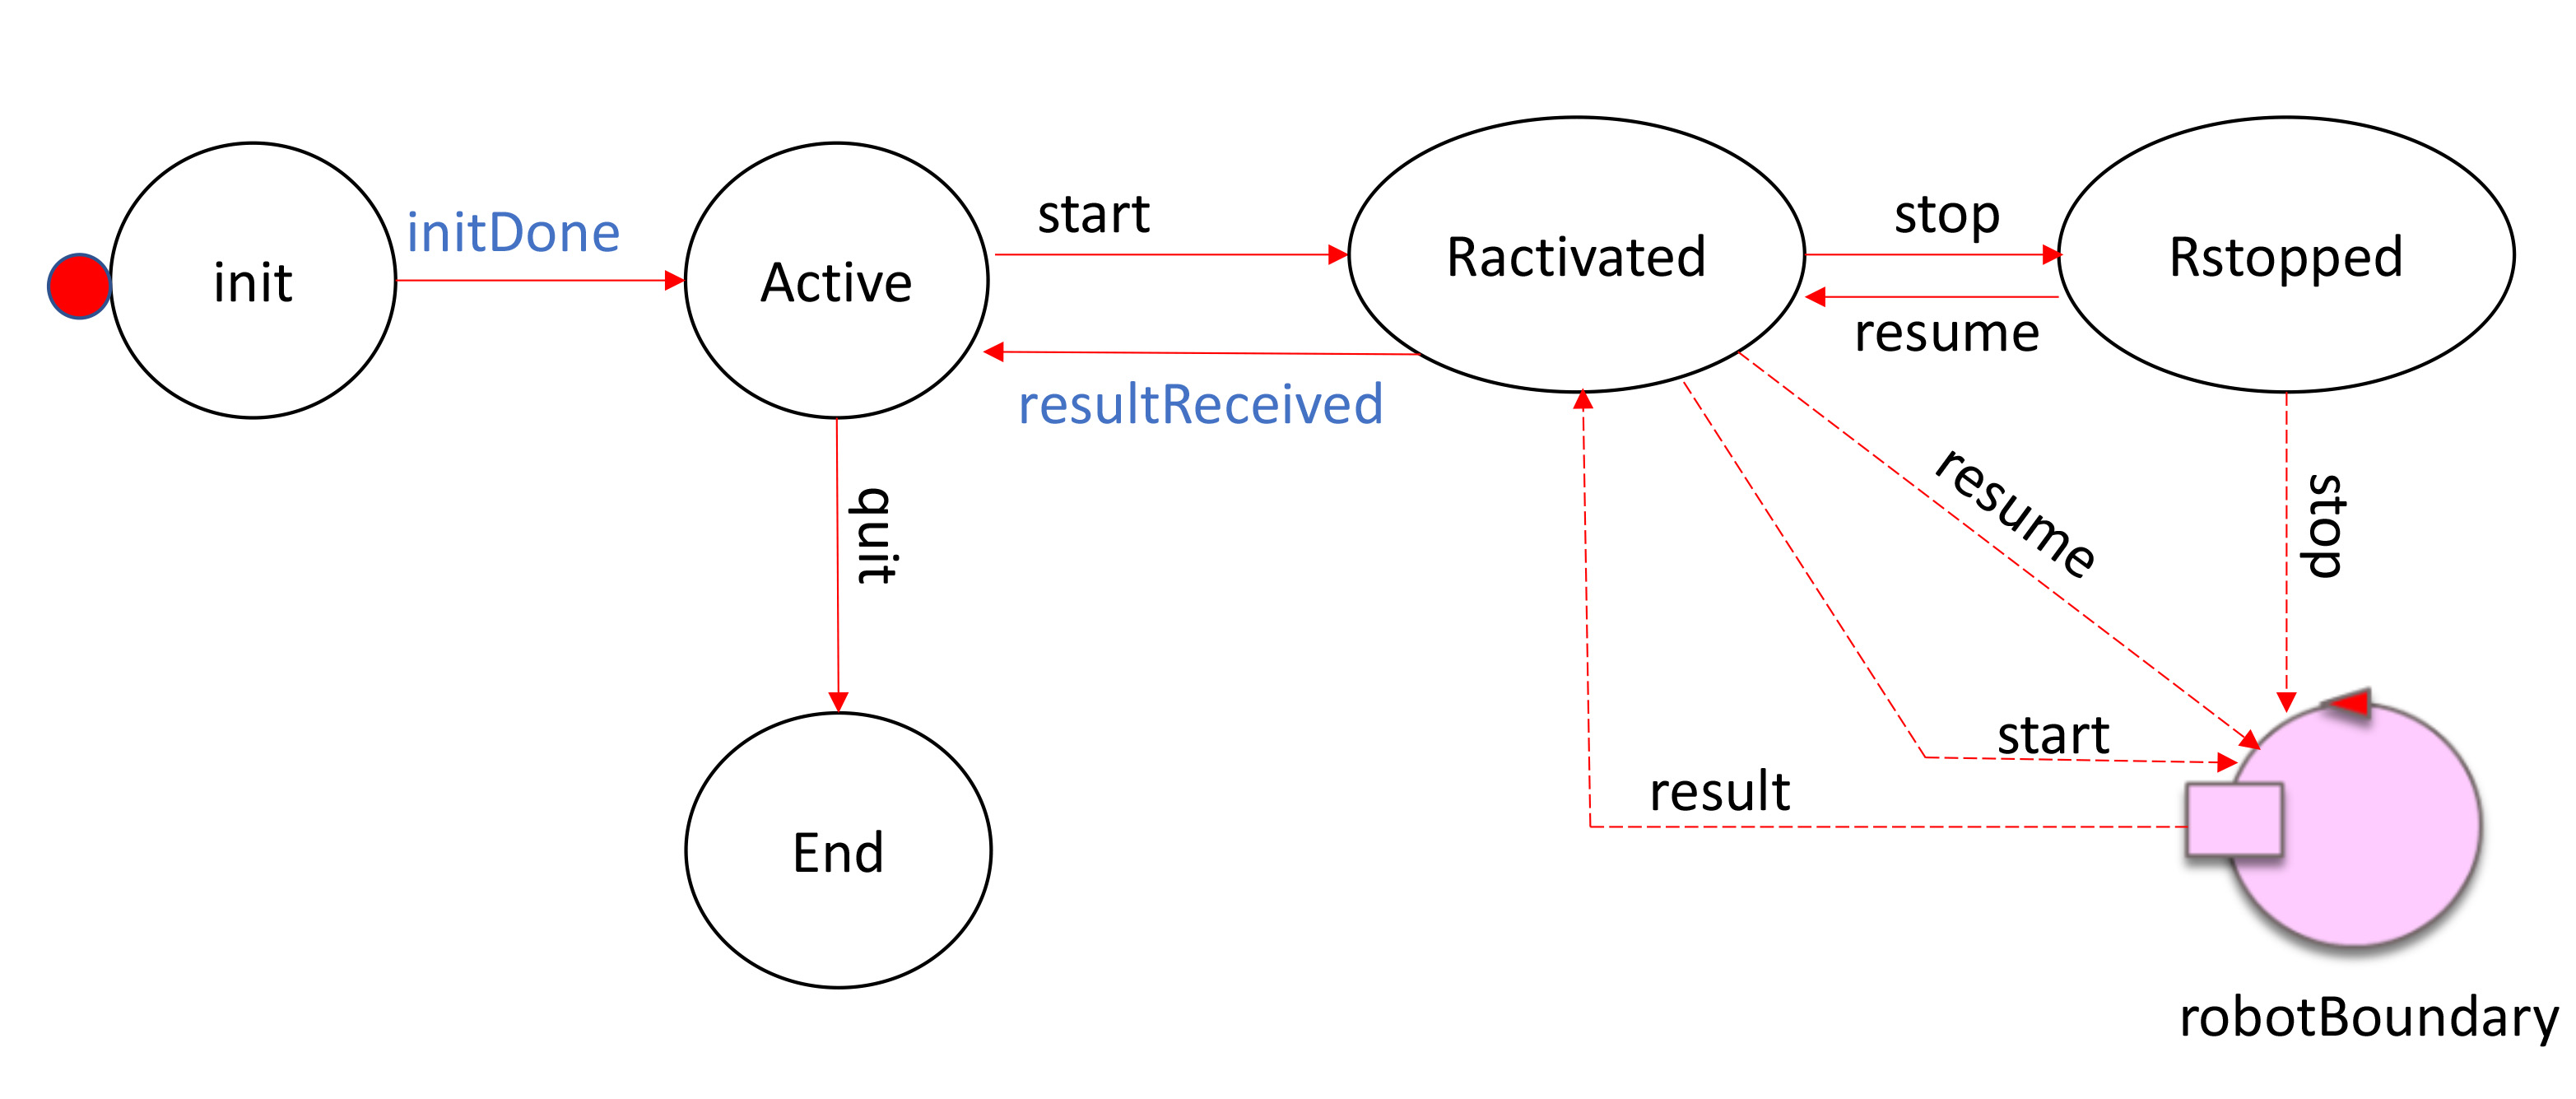 init
initDone
Active
start
resultReceived
Ractivated
stop
resume
Rstopped
quit
End
resume
stop
start
result
robotBoundary